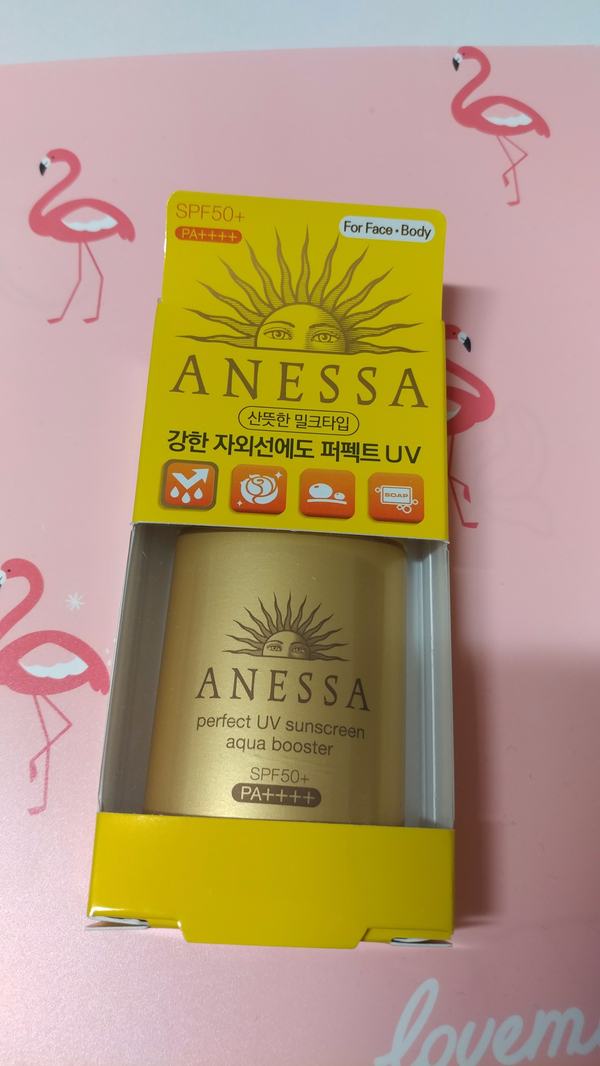 SPF50+
PA++++
For Face • Body
ANESSA
산뜻한 밀크타입
강한 자외선에도 퍼펙트 UV
SOAP
ANESSA
perfect UV sunscreen
aqua booster
SPF50+
PA++++